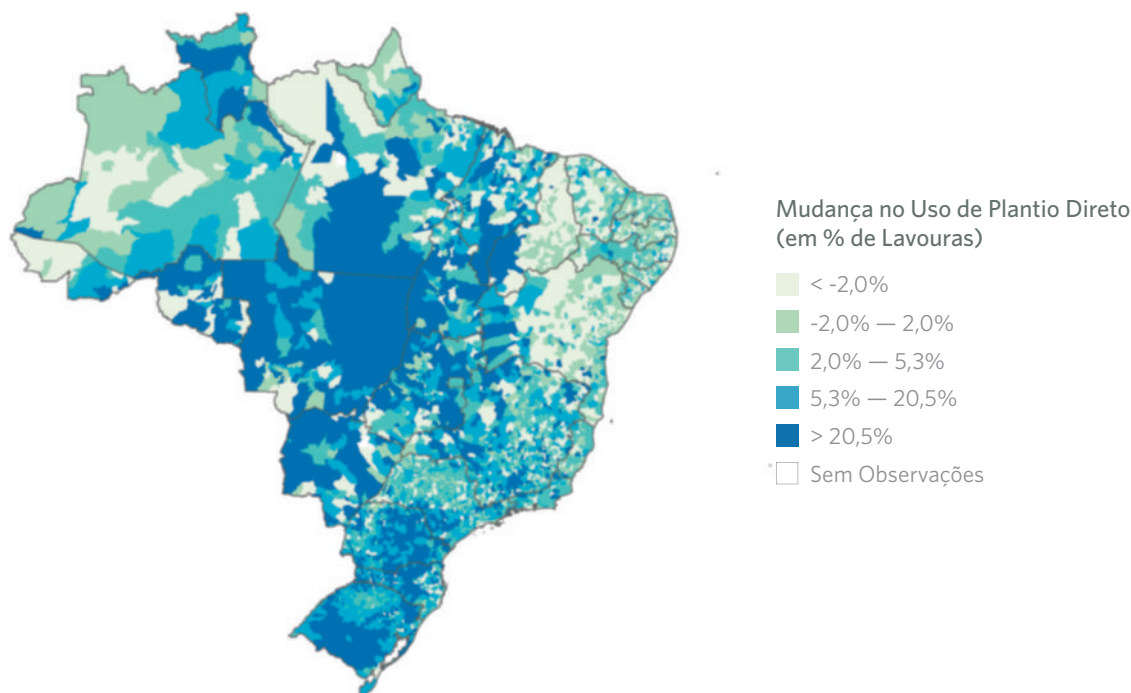 Mudança no Uso de Plantio Direto
(em % de Lavouras)
< -2,0%
-2,0% — 2,0%
2,0% — 5,3%
5,3% — 20,5%
> 20,5%
Sem Observações